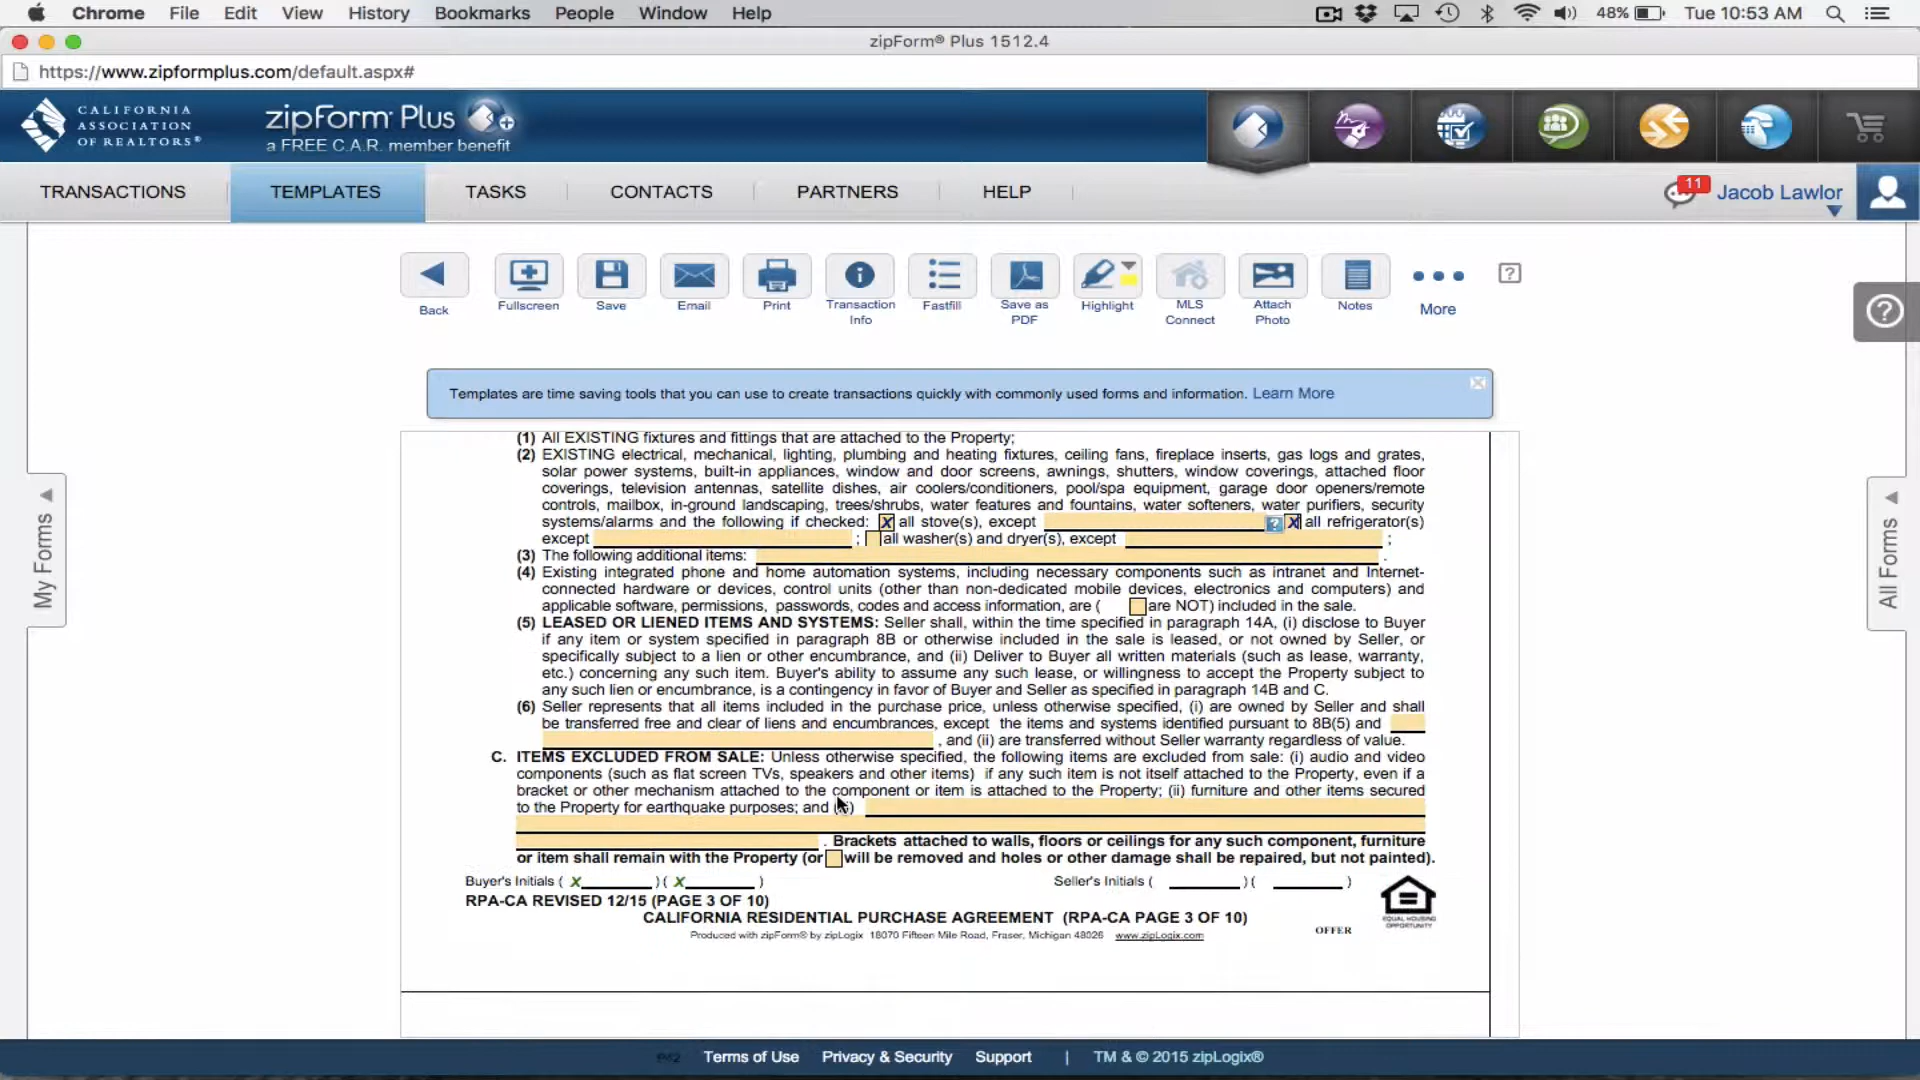 Chrome File Edit View History Bookmarks People Window Help 48% Tue 10:53 AM
zipForm® Plus 1512.4
https://www.zipformplus.com/default.aspx#
CALIFORNIA
ASSOCIATION
OF REALTORS®
zipForm® Plus
a FREE C.A.R. member benefit
TRANSACTIONS TEMPLATES TASKS CONTACTS PARTNERS HELP 11 Jacob Lawlor
Back Fullscreen Save Email Print Transaction Info Fastfill Save as PDF Highlight MLS Connect Attach Photo Notes More
Templates are time saving tools that you can use to create transactions quickly with commonly used forms and information. Learn More
My Forms
All Forms
(1) All EXISTING fixtures and fittings that are attached to the Property;
(2) EXISTING electrical, mechanical, lighting, plumbing and heating fixtures, ceiling fans, fireplace inserts, gas logs and grates,
solar power systems, built-in appliances, window and door screens, awnings, shutters, window coverings, attached floor
coverings, television antennas, satellite dishes, air coolers/conditioners, pool/spa equipment, garage door openers/remote
controls, mailbox, in-ground landscaping, trees/shrubs, water features and fountains, water softeners, water purifiers, security
systems/alarms and the following if checked: X all stove(s), except ? X all refrigerator(s)
except ; all washer(s) and dryer(s), except ;
(3) The following additional items: .
(4) Existing integrated phone and home automation systems, including necessary components such as intranet and Internet-
connected hardware or devices, control units (other than non-dedicated mobile devices, electronics and computers) and
applicable software, permissions, passwords, codes and access information, are ( are NOT) included in the sale.
(5) LEASED OR LIENED ITEMS AND SYSTEMS: Seller shall, within the time specified in paragraph 14A, (i) disclose to Buyer
if any item or system specified in paragraph 8B or otherwise included in the sale is leased, or not owned by Seller, or
specifically subject to a lien or other encumbrance, and (ii) Deliver to Buyer all written materials (such as lease, warranty,
etc.) concerning any such item. Buyer's ability to assume any such lease, or willingness to accept the Property subject to
any such lien or encumbrance, is a contingency in favor of Buyer and Seller as specified in paragraph 14B and C.
(6) Seller represents that all items included in the purchase price, unless otherwise specified, (i) are owned by Seller and shall
be transferred free and clear of liens and encumbrances, except the items and systems identified pursuant to 8B(5) and
, and (ii) are transferred without Seller warranty regardless of value.
C. ITEMS EXCLUDED FROM SALE: Unless otherwise specified, the following items are excluded from sale: (i) audio and video
components (such as flat screen TVs, speakers and other items) if any such item is not itself attached to the Property, even if a
bracket or other mechanism attached to the component or item is attached to the Property; (ii) furniture and other items secured
to the Property for earthquake purposes; and
. Brackets attached to walls, floors or ceilings for any such component, furniture
or item shall remain with the Property (or will be removed and holes or other damage shall be repaired, but not painted).
Buyer's Initials ( X )( X ) Seller's Initials ( )( )
RPA-CA REVISED 12/15 (PAGE 3 OF 10)
CALIFORNIA RESIDENTIAL PURCHASE AGREEMENT (RPA-CA PAGE 3 OF 10)
Produced with zipForm® by zipLogix 18070 Fifteen Mile Road, Fraser, Michigan 48026 www.zipLogix.com
OFFER
EQUAL HOUSING
OPPORTUNITY
Terms of Use Privacy & Security Support | TM & © 2015 zipLogix®